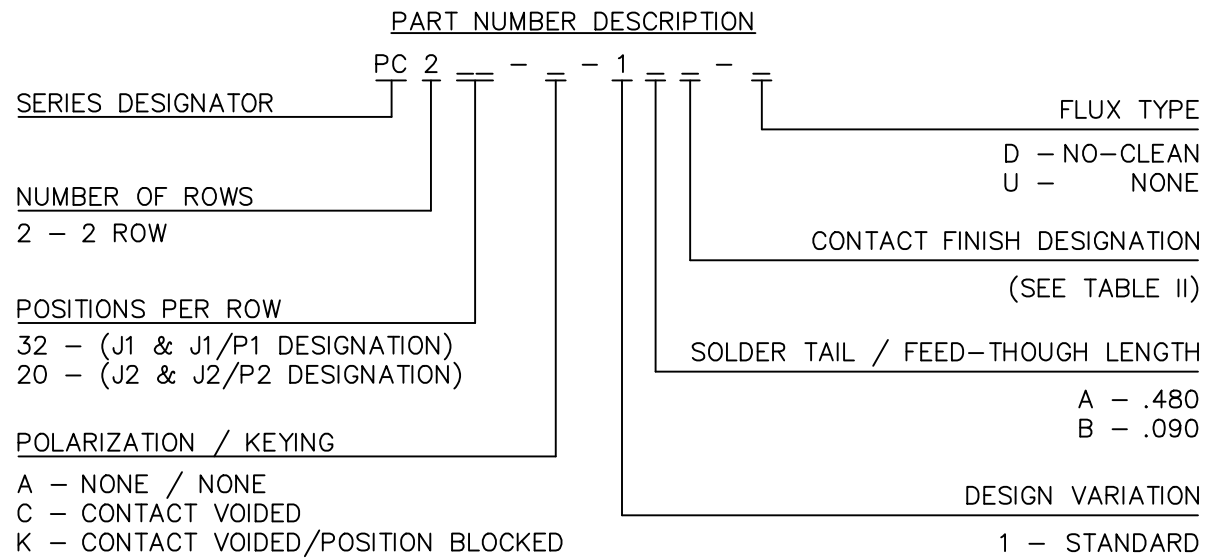 PART NUMBER DESCRIPTION
PC 2 __ - _ - 1 _ _ - _
SERIES DESIGNATOR
NUMBER OF ROWS
2 - 2 ROW
POSITIONS PER ROW
32 - (J1 & J1/P1 DESIGNATION)
20 - (J2 & J2/P2 DESIGNATION)
POLARIZATION / KEYING
A - NONE / NONE
C - CONTACT VOIDED
K - CONTACT VOIDED/POSITION BLOCKED
FLUX TYPE
D - NO-CLEAN
U - NONE
CONTACT FINISH DESIGNATION
(SEE TABLE II)
SOLDER TAIL / FEED-THOUGH LENGTH
A - .480
B - .090
DESIGN VARIATION
1 - STANDARD